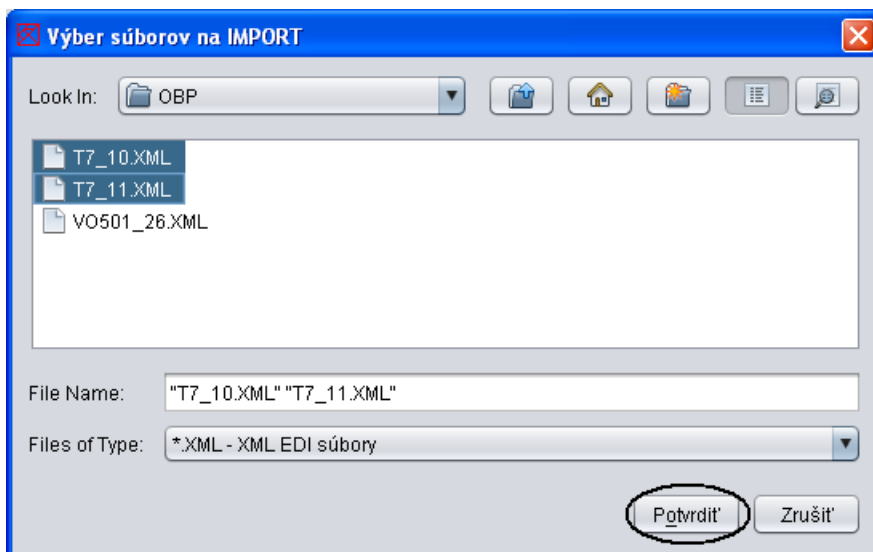 Výber súborov na IMPORT
Look In: OBP
T7_10.XML
T7_11.XML
VO501_26.XML
File Name: "T7_10.XML" "T7_11.XML"
Files of Type: *.XML - XML EDI súbory
Potvrdiť Zrušiť